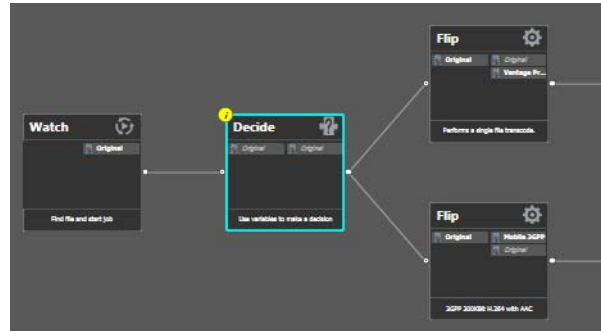 Watch
Original
Find file and start job
Decide
Original Original
Use variables to make a decision
Flip
Original Original
Vantage Pr...
Performs a single file transcode.
Flip
Original Mobile 3GPP
Original
3GPP 200KBit H.264 with AAC